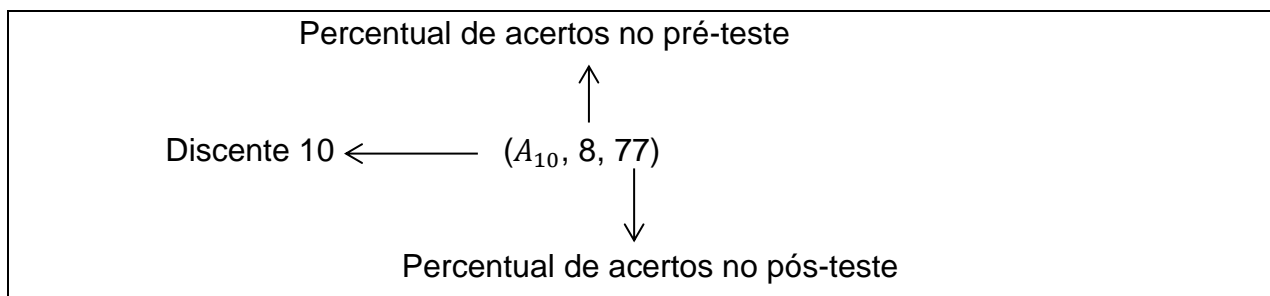 Percentual de acertos no pré-teste
Discente 10 (𝐴₁₀, 8, 77)
Percentual de acertos no pós-teste